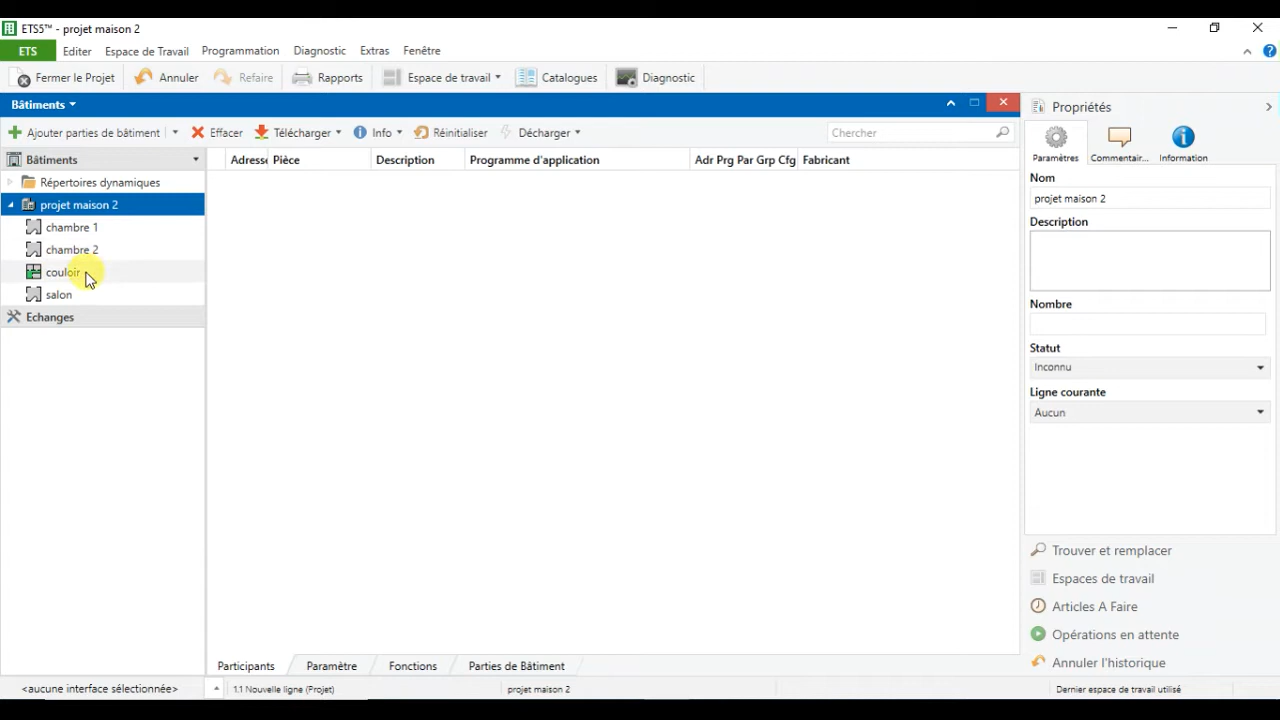 ETS5™ - projet maison 2
ETS Editer Espace de Travail Programmation Diagnostic Extras Fenêtre
Fermer le Projet Annuler Refaire Rapports Espace de travail Catalogues Diagnostic
Bâtiments
Ajouter parties de bâtiment Effacer Télécharger Info Réinitialiser Décharger Chercher
Bâtiments
Répertoires dynamiques
projet maison 2
chambre 1
chambre 2
couloir
salon
Echanges
Adresse Pièce Description Programme d'application Adr Prg Par Grp Cfg Fabricant
Participants Paramètre Fonctions Parties de Bâtiment
Propriétés
Paramètres Commentair... Information
Nom
projet maison 2
Description
Nombre
Statut
Inconnu
Ligne courante
Aucun
Trouver et remplacer
Espaces de travail
Articles A Faire
Opérations en attente
Annuler l'historique
<aucune interface sélectionnée> 1.1 Nouvelle ligne (Projet) projet maison 2 Dernier espace de travail utilisé